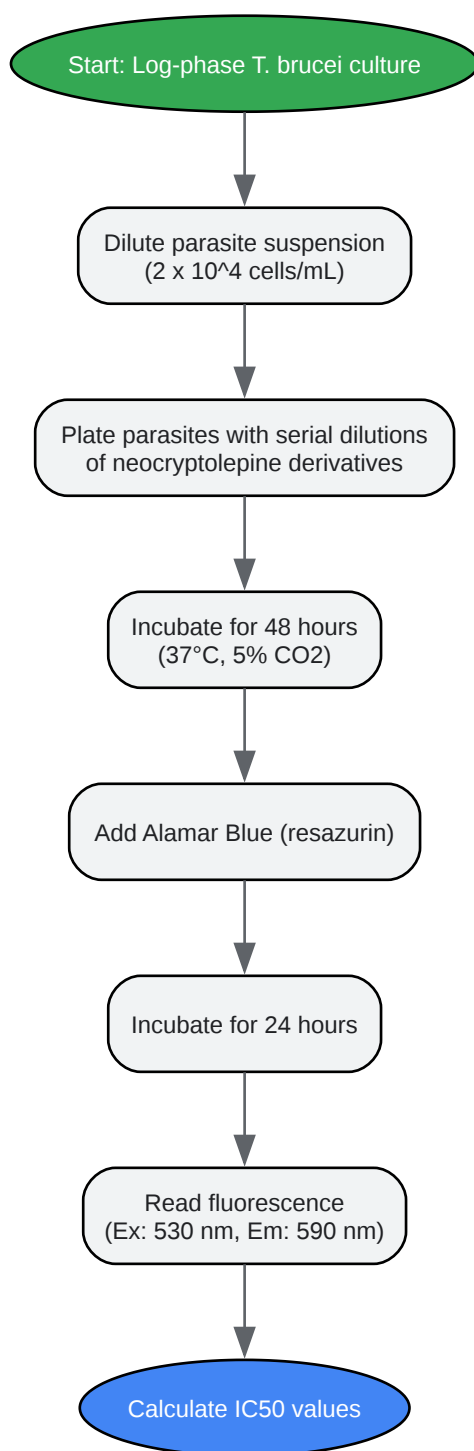 Start: Log-phase T. brucei culture
Dilute parasite suspension
(2 x 10^4 cells/mL)
Plate parasites with serial dilutions
of neocryptolepine derivatives
Incubate for 48 hours
(37°C, 5% CO2)
Add Alamar Blue (resazurin)
Incubate for 24 hours
Read fluorescence
(Ex: 530 nm, Em: 590 nm)
Calculate IC50 values